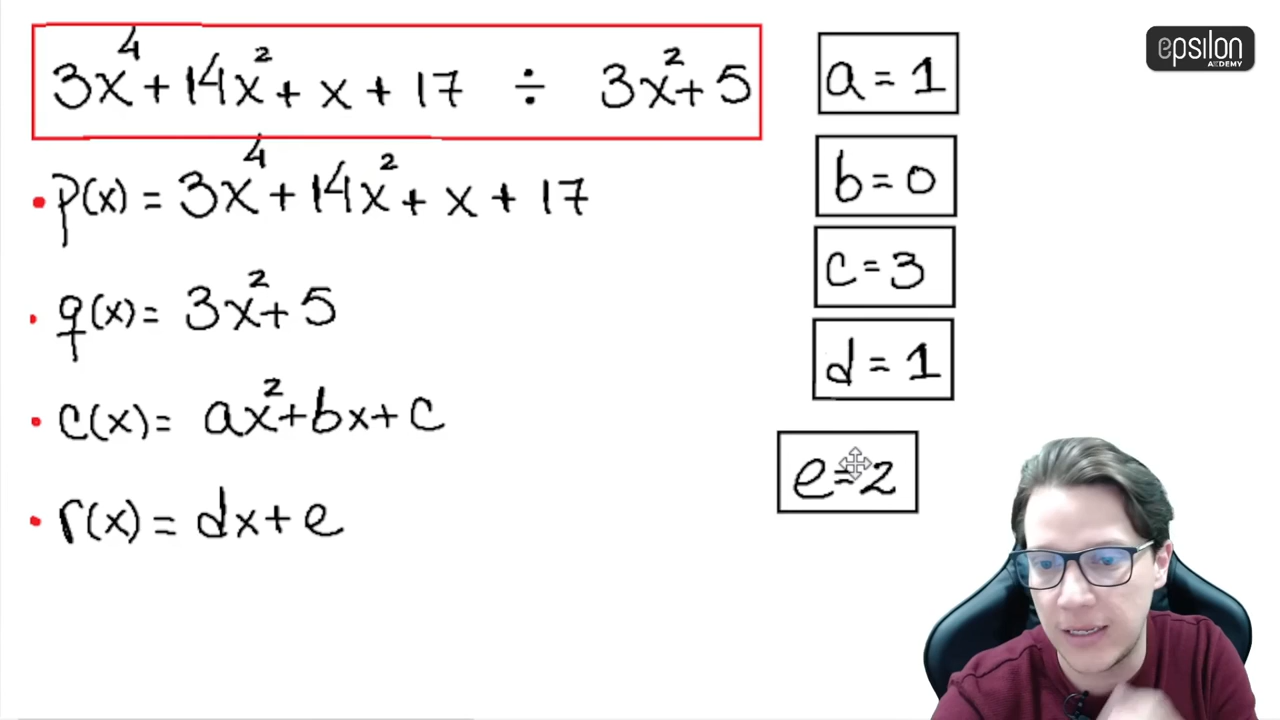 3x⁴ + 14x² + x + 17 ÷ 3x² + 5
p(x) = 3x⁴ + 14x² + x + 17
q(x) = 3x² + 5
c(x) = ax² + bx + c
r(x) = dx + e
a = 1
b = 0
c = 3
d = 1
e = 2
epsilon
AKDEMY